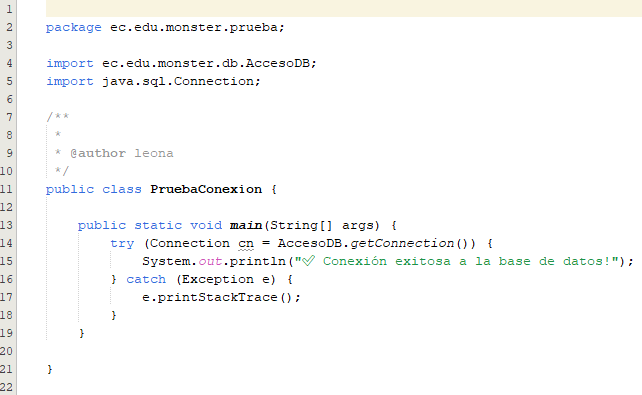 1
2 package ec.edu.monster.prueba;
3
4 import ec.edu.monster.db.AccesoDB;
5 import java.sql.Connection;
6
7 /**
8 *
9 * @author leona
10 */
11 public class PruebaConexion {
12
13 public static void main(String[] args) {
14 try (Connection cn = AccesoDB.getConnection()) {
15 System.out.println("✅ Conexión exitosa a la base de datos!");
16 } catch (Exception e) {
17 e.printStackTrace();
18 }
19 }
20
21 }
22